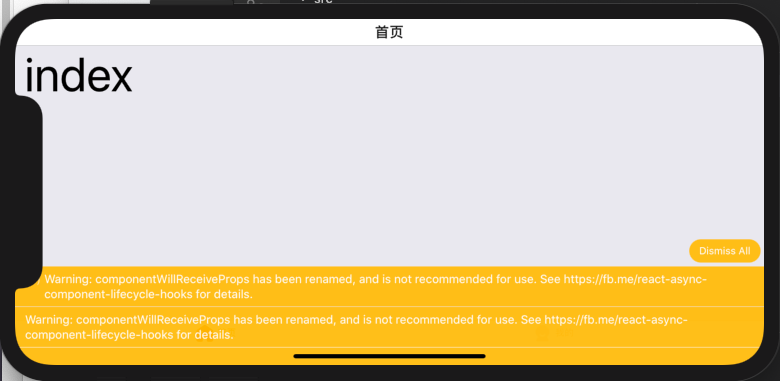 src
首页
index
Dismiss All
Warning: componentWillReceiveProps has been renamed, and is not recommended for use. See https://fb.me/react-async-
component-lifecycle-hooks for details.
Warning: componentWillReceiveProps has been renamed, and is not recommended for use. See https://fb.me/react-async-
component-lifecycle-hooks for details.